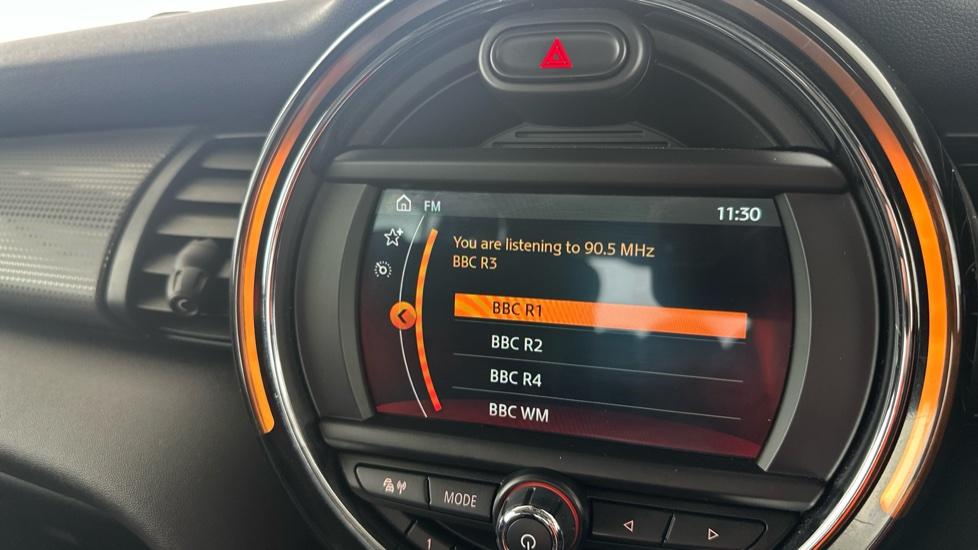 FM
11:30
You are listening to 90.5 MHz
BBC R3
BBC R1
BBC R2
BBC R4
BBC WM
MODE
1